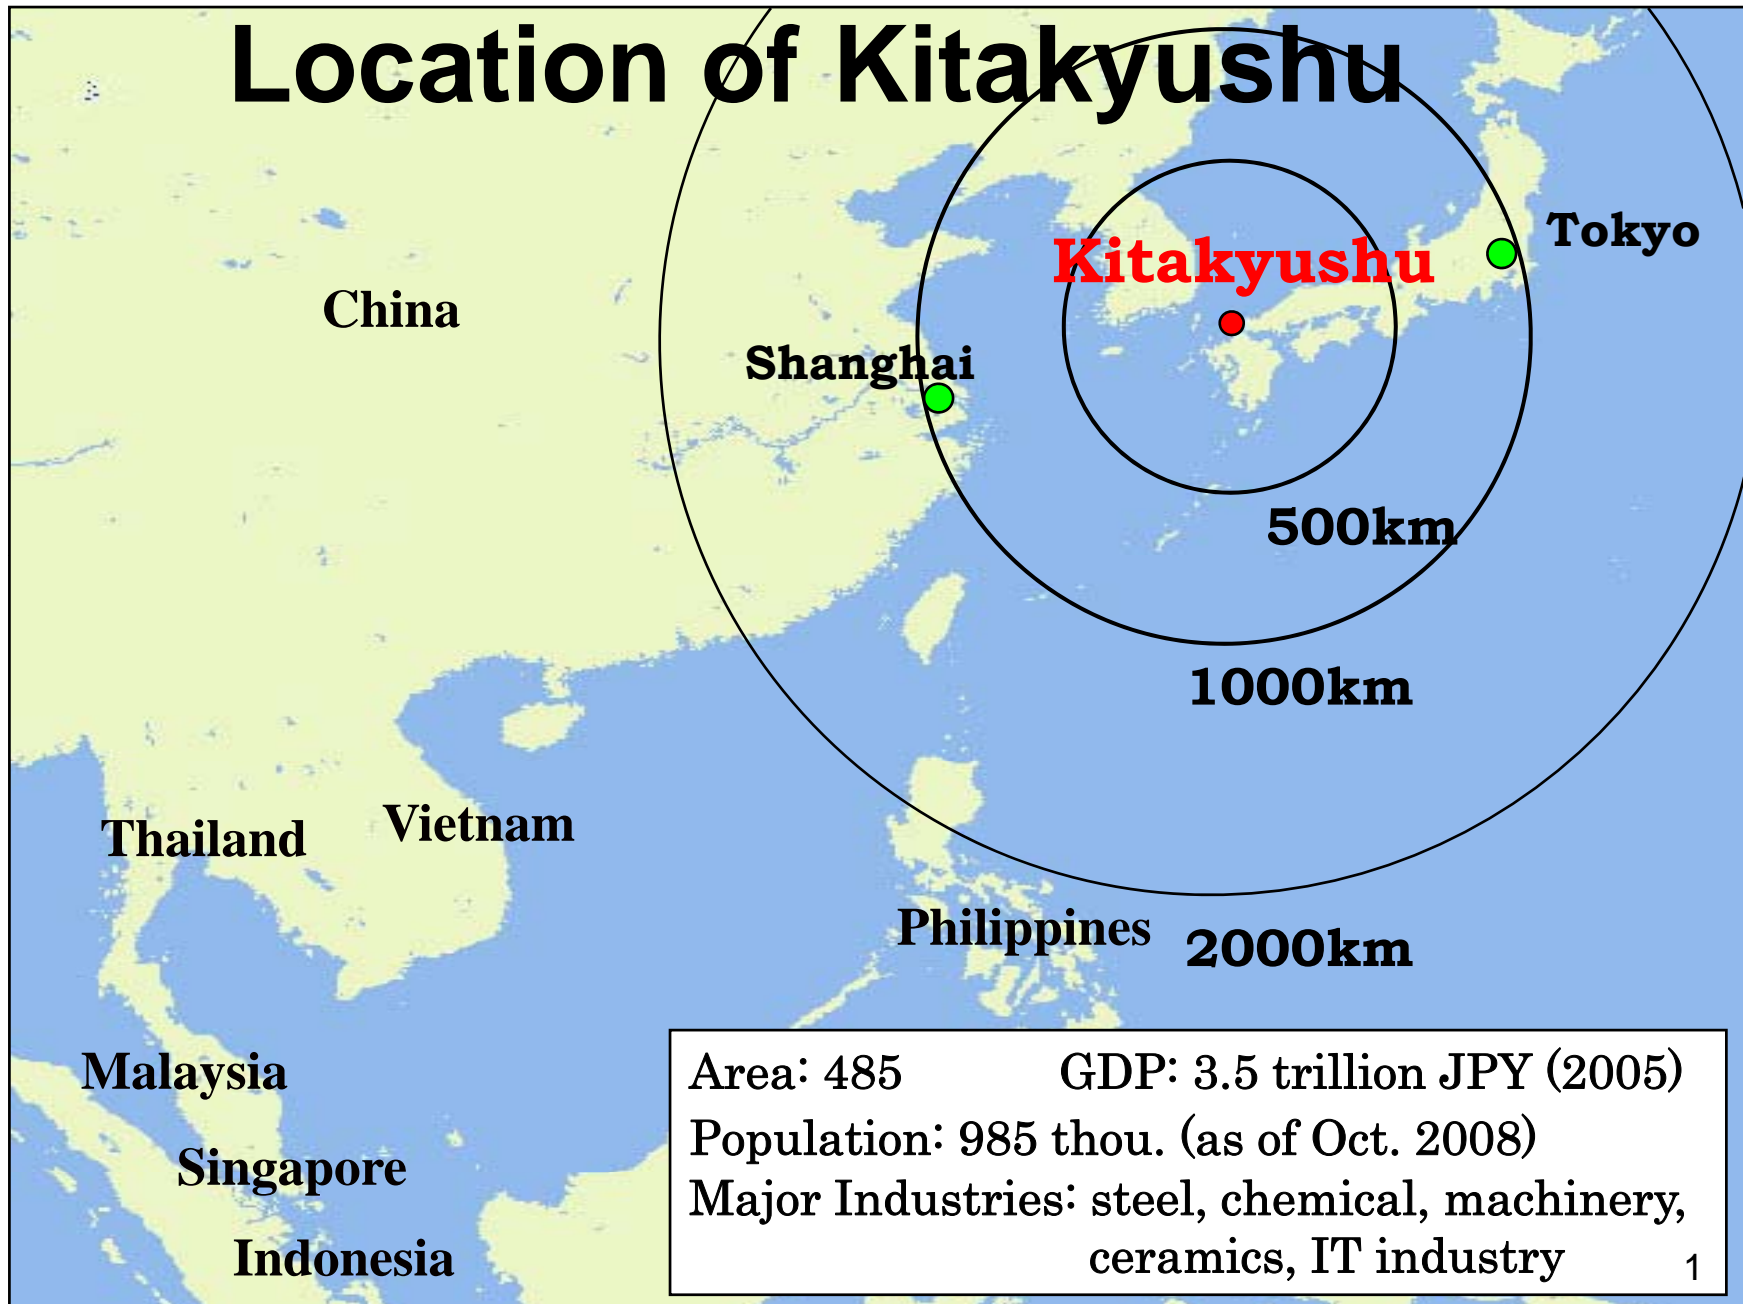 Location of Kitakyushu
Tokyo
Kitakyushu
China
Shanghai
500km
1000km
Vietnam
Thailand
Philippines
2000km
Malaysia
Singapore
Indonesia
Area: 485 GDP: 3.5 trillion JPY (2005)
Population: 985 thou. (as of Oct. 2008)
Major Industries: steel, chemical, machinery,
ceramics, IT industry
1